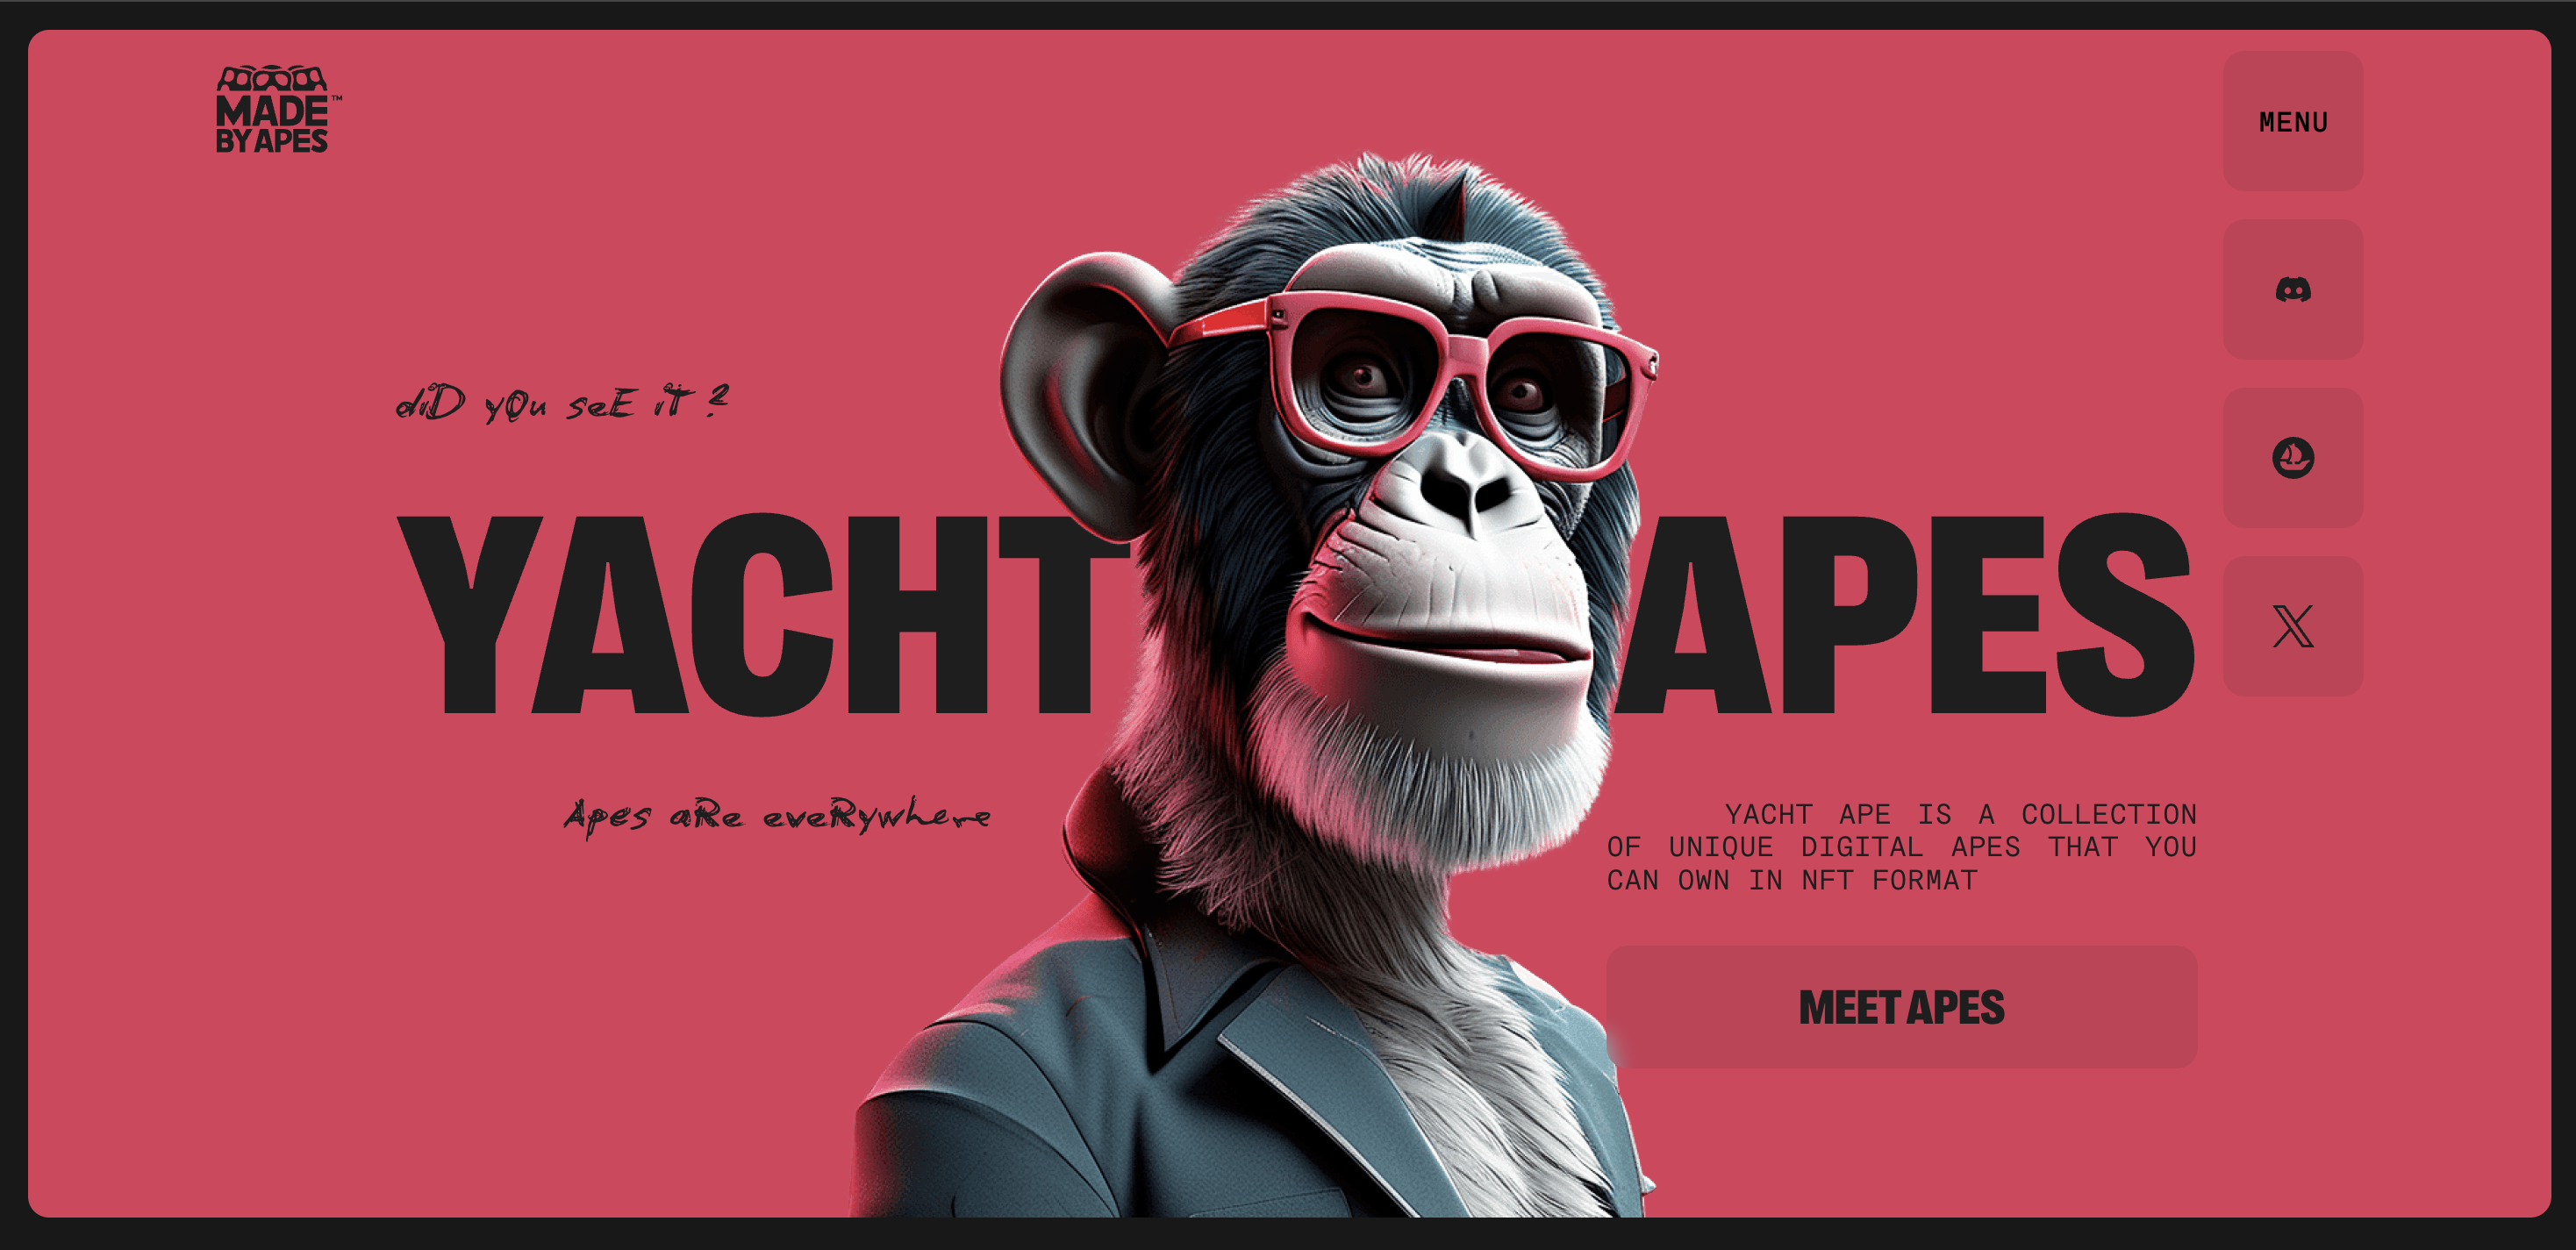 MADE ™
BY APES
MENU
diD yOu seE iT ?
YACHT APES
Apes aRe eveRywhere
YACHT APE IS A COLLECTION
OF UNIQUE DIGITAL APES THAT YOU
CAN OWN IN NFT FORMAT
MEET APES